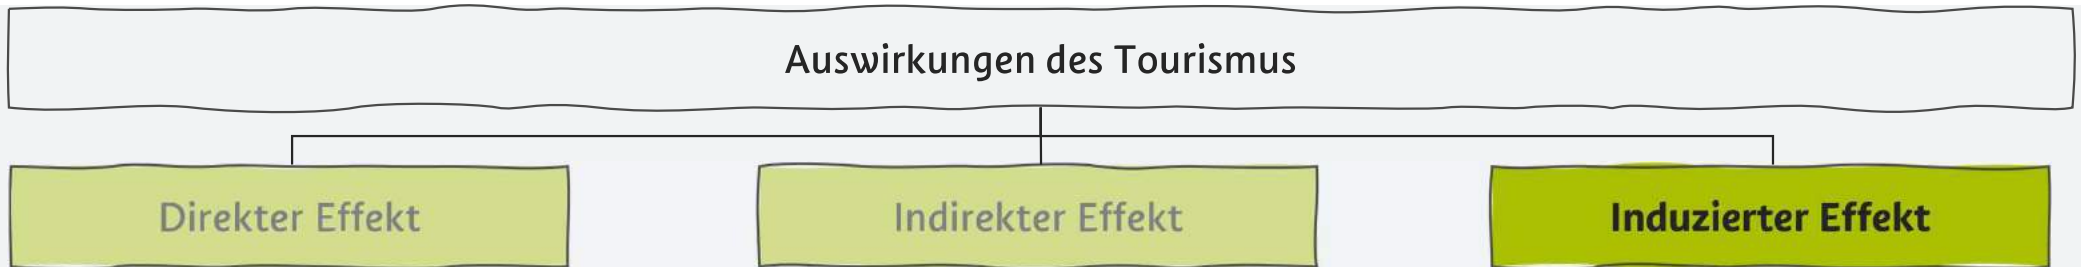 Auswirkungen des Tourismus
Direkter Effekt
Indirekter Effekt
Induzierter Effekt